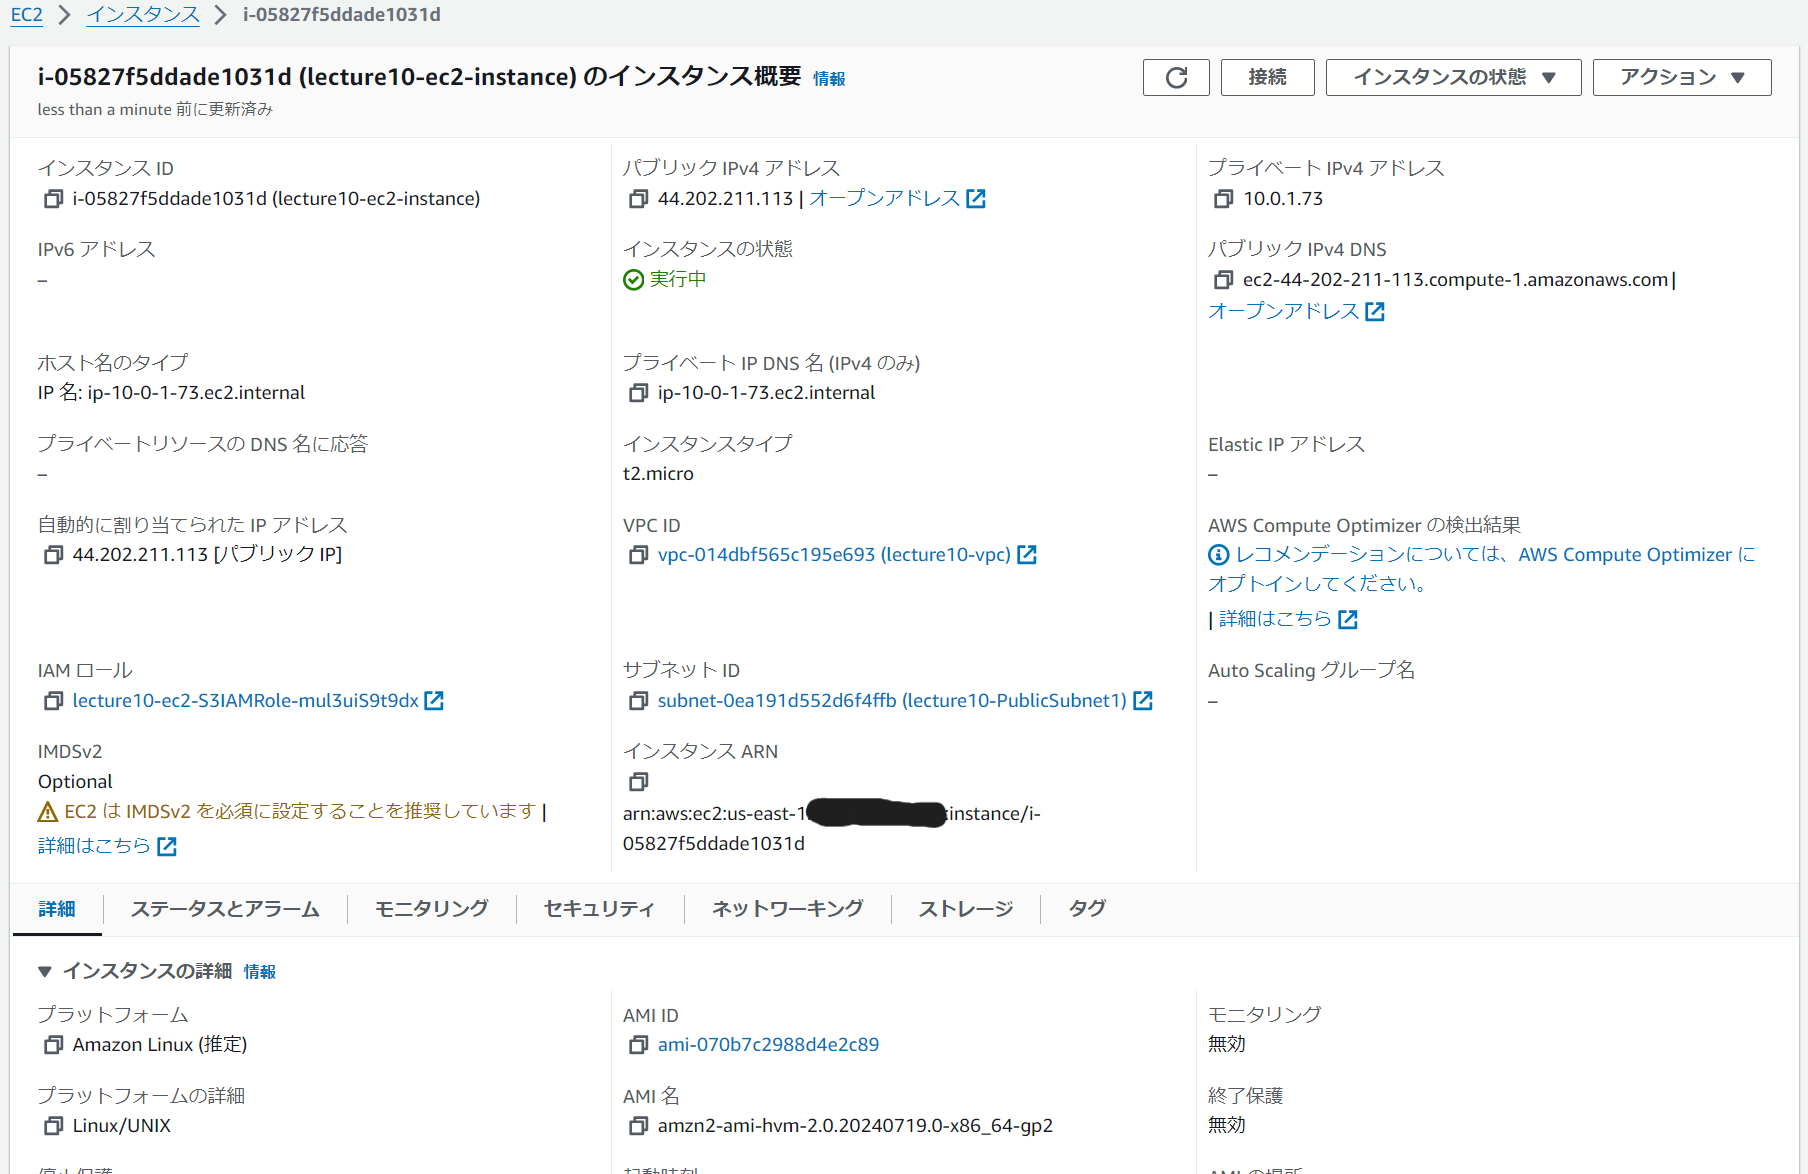 EC2 > インスタンス > i-05827f5ddade1031d
i-05827f5ddade1031d (lecture10-ec2-instance) のインスタンス概要 情報
less than a minute 前に更新済み
接続
インスタンスの状態 ▼
アクション ▼
インスタンス ID
i-05827f5ddade1031d (lecture10-ec2-instance)
パブリック IPv4 アドレス
44.202.211.113 | オープンアドレス
プライベート IPv4 アドレス
10.0.1.73
IPv6 アドレス
–
インスタンスの状態
実行中
パブリック IPv4 DNS
ec2-44-202-211-113.compute-1.amazonaws.com |
オープンアドレス
ホスト名のタイプ
IP 名: ip-10-0-1-73.ec2.internal
プライベート IP DNS 名 (IPv4 のみ)
ip-10-0-1-73.ec2.internal
プライベートリソースの DNS 名に応答
–
インスタンスタイプ
t2.micro
Elastic IP アドレス
–
自動的に割り当てられた IP アドレス
44.202.211.113 [パブリック IP]
VPC ID
vpc-014dbf565c195e693 (lecture10-vpc)
AWS Compute Optimizer の検出結果
レコメンデーションについては、AWS Compute Optimizer に
オプトインしてください。
| 詳細はこちら
IAM ロール
lecture10-ec2-S3IAMRole-mul3uiS9t9dx
サブネット ID
subnet-0ea191d552d6f4ffb (lecture10-PublicSubnet1)
Auto Scaling グループ名
–
IMDSv2
Optional
EC2 は IMDSv2 を必須に設定することを推奨しています |
詳細はこちら
インスタンス ARN
arn:aws:ec2:us-east-1 :instance/i-
05827f5ddade1031d
詳細
ステータスとアラーム
モニタリング
セキュリティ
ネットワーキング
ストレージ
タグ
▼ インスタンスの詳細 情報
プラットフォーム
Amazon Linux (推定)
AMI ID
ami-070b7c2988d4e2c89
モニタリング
無効
プラットフォームの詳細
Linux/UNIX
AMI 名
amzn2-ami-hvm-2.0.20240719.0-x86_64-gp2
終了保護
無効